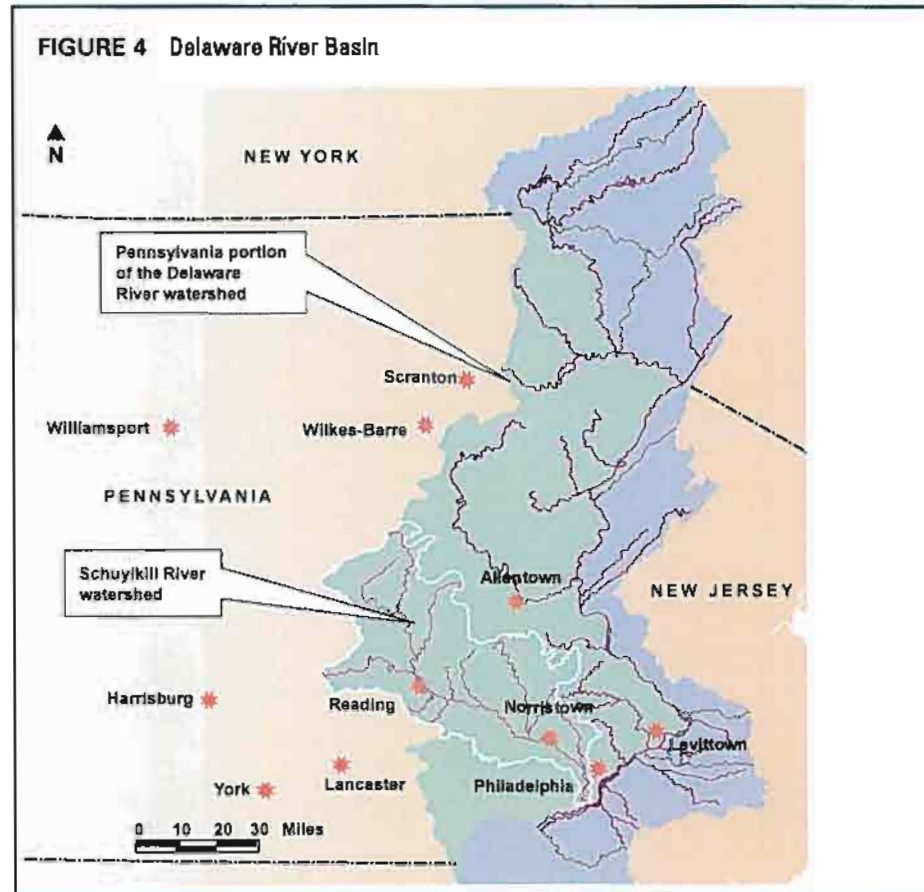 FIGURE 4 Delaware River Basin
N
NEW YORK
Pennsylvania portion
of the Delaware
River watershed
Scranton
Williamsport
Wilkes-Barre
PENNSYLVANIA
Schuylkill River
watershed
Allentown
NEW JERSEY
Harrisburg
Reading
Norristown
Levittown
Lancaster
York
Philadelphia
0 10 20 30 Miles